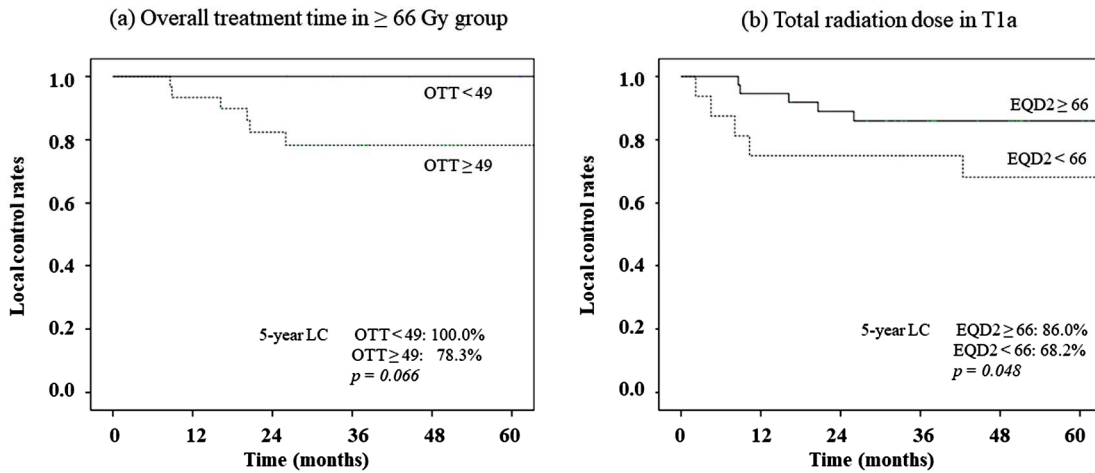 (a) Overall treatment time in ≥ 66 Gy group
Local control rates
1.0
0.8
0.6
0.4
0.2
0.0
OTT < 49
OTT ≥ 49
5-year LC OTT < 49: 100.0%
OTT ≥ 49: 78.3%
p = 0.066
0 12 24 36 48 60
Time (months)
(b) Total radiation dose in T1a
Local control rates
1.0
0.8
0.6
0.4
0.2
0.0
EQD2 ≥ 66
EQD2 < 66
5-year LC EQD2 ≥ 66: 86.0%
EQD2 < 66: 68.2%
p = 0.048
0 12 24 36 48 60
Time (months)